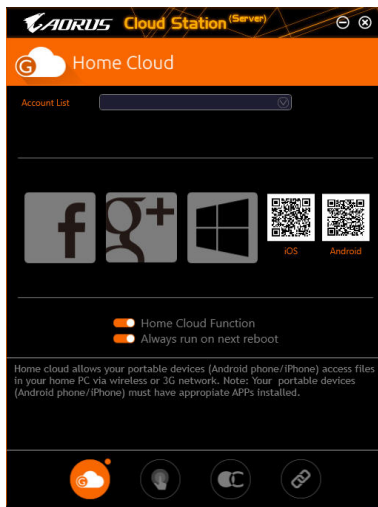 AORUS Cloud Station (Server)
G Home Cloud
Account List
f g+
iOS Android
Home Cloud Function
Always run on next reboot
Home cloud allows your portable devices (Android phone/iPhone) access files
in your home PC via wireless or 3G network. Note: Your portable devices
(Android phone/iPhone) must have appropiate APPs installed.
G